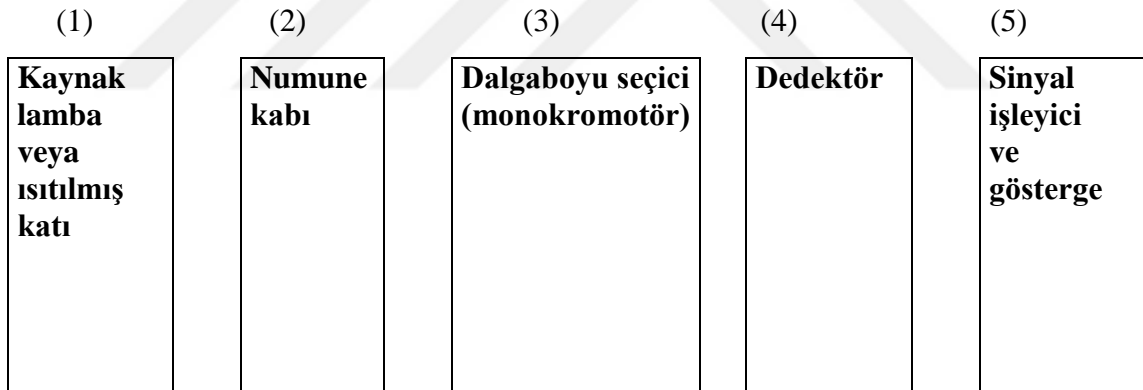 (1) (2) (3) (4) (5)
Kaynak
lamba
veya
ısıtılmış
katı
Numune
kabı
Dalgaboyu seçici
(monokromotör)
Dedektör
Sinyal
işleyici
ve
gösterge